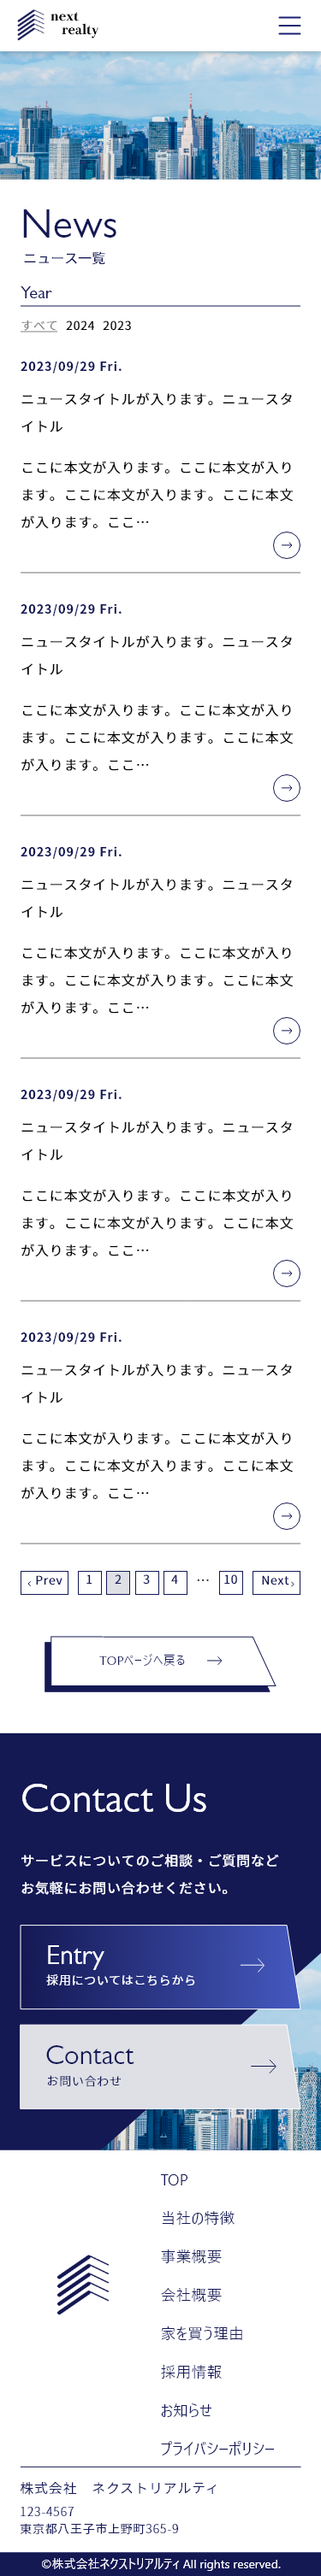 next
realty
News
ニュース一覧
Year
すべて 2024 2023
2023/09/29 Fri.
ニュースタイトルが入ります。ニュースタ
イトル
ここに本文が入ります。ここに本文が入り
ます。ここに本文が入ります。ここに本文
が入ります。ここ…
2023/09/29 Fri.
ニュースタイトルが入ります。ニュースタ
イトル
ここに本文が入ります。ここに本文が入り
ます。ここに本文が入ります。ここに本文
が入ります。ここ…
2023/09/29 Fri.
ニュースタイトルが入ります。ニュースタ
イトル
ここに本文が入ります。ここに本文が入り
ます。ここに本文が入ります。ここに本文
が入ります。ここ…
2023/09/29 Fri.
ニュースタイトルが入ります。ニュースタ
イトル
ここに本文が入ります。ここに本文が入り
ます。ここに本文が入ります。ここに本文
が入ります。ここ…
2023/09/29 Fri.
ニュースタイトルが入ります。ニュースタ
イトル
ここに本文が入ります。ここに本文が入り
ます。ここに本文が入ります。ここに本文
が入ります。ここ…
‹ Prev 1 2 3 4 … 10 Next ›
TOPページへ戻る
Contact Us
サービスについてのご相談・ご質問など
お気軽にお問い合わせください。
Entry
採用についてはこちらから
Contact
お問い合わせ
TOP
当社の特徴
事業概要
会社概要
家を買う理由
採用情報
お知らせ
プライバシーポリシー
株式会社 ネクストリアルティ
123-4567
東京都八王子市上野町365-9
©株式会社ネクストリアルティ All rights reserved.